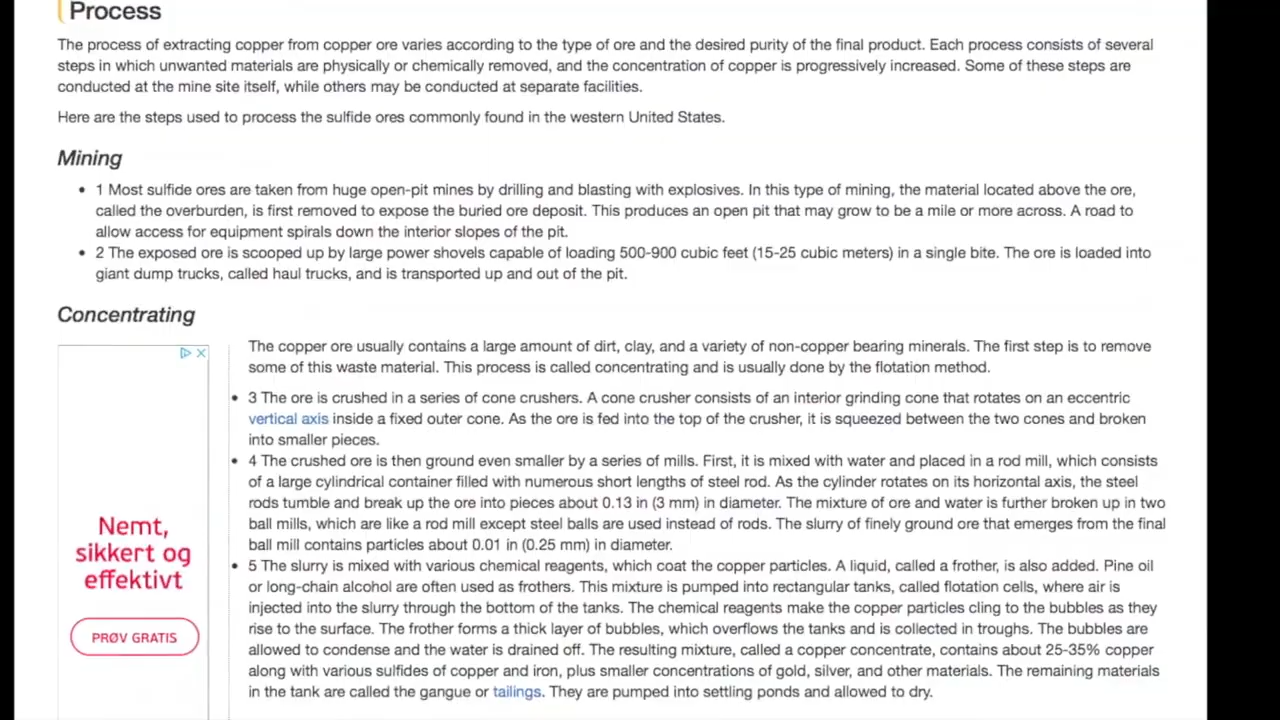 Process
The process of extracting copper from copper ore varies according to the type of ore and the desired purity of the final product. Each process consists of several
steps in which unwanted materials are physically or chemically removed, and the concentration of copper is progressively increased. Some of these steps are
conducted at the mine site itself, while others may be conducted at separate facilities.
Here are the steps used to process the sulfide ores commonly found in the western United States.
Mining
• 1 Most sulfide ores are taken from huge open-pit mines by drilling and blasting with explosives. In this type of mining, the material located above the ore,
called the overburden, is first removed to expose the buried ore deposit. This produces an open pit that may grow to be a mile or more across. A road to
allow access for equipment spirals down the interior slopes of the pit.
• 2 The exposed ore is scooped up by large power shovels capable of loading 500-900 cubic feet (15-25 cubic meters) in a single bite. The ore is loaded into
giant dump trucks, called haul trucks, and is transported up and out of the pit.
Concentrating
The copper ore usually contains a large amount of dirt, clay, and a variety of non-copper bearing minerals. The first step is to remove
some of this waste material. This process is called concentrating and is usually done by the flotation method.
• 3 The ore is crushed in a series of cone crushers. A cone crusher consists of an interior grinding cone that rotates on an eccentric
vertical axis inside a fixed outer cone. As the ore is fed into the top of the crusher, it is squeezed between the two cones and broken
into smaller pieces.
• 4 The crushed ore is then ground even smaller by a series of mills. First, it is mixed with water and placed in a rod mill, which consists
of a large cylindrical container filled with numerous short lengths of steel rod. As the cylinder rotates on its horizontal axis, the steel
rods tumble and break up the ore into pieces about 0.13 in (3 mm) in diameter. The mixture of ore and water is further broken up in two
ball mills, which are like a rod mill except steel balls are used instead of rods. The slurry of finely ground ore that emerges from the final
ball mill contains particles about 0.01 in (0.25 mm) in diameter.
• 5 The slurry is mixed with various chemical reagents, which coat the copper particles. A liquid, called a frother, is also added. Pine oil
or long-chain alcohol are often used as frothers. This mixture is pumped into rectangular tanks, called flotation cells, where air is
injected into the slurry through the bottom of the tanks. The chemical reagents make the copper particles cling to the bubbles as they
rise to the surface. The frother forms a thick layer of bubbles, which overflows the tanks and is collected in troughs. The bubbles are
allowed to condense and the water is drained off. The resulting mixture, called a copper concentrate, contains about 25-35% copper
along with various sulfides of copper and iron, plus smaller concentrations of gold, silver, and other materials. The remaining materials
in the tank are called the gangue or tailings. They are pumped into settling ponds and allowed to dry.
Nemt,
sikkert og
effektivt
PRØV GRATIS